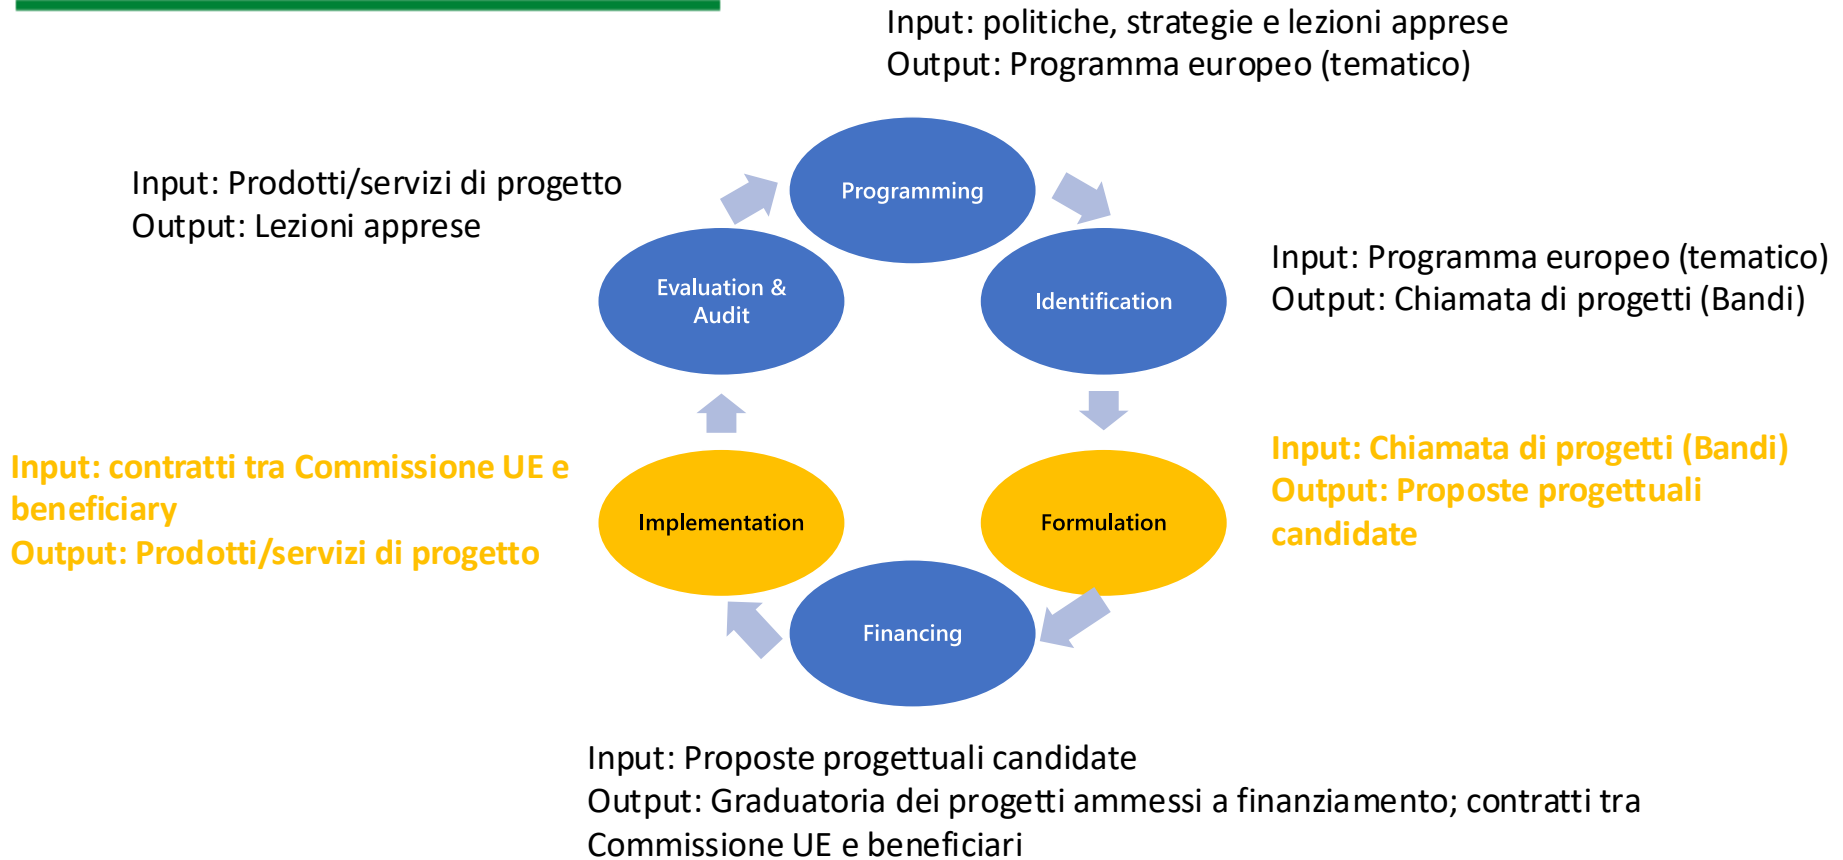 Input: politiche, strategie e lezioni apprese
Output: Programma europeo (tematico)
Programming
Input: Prodotti/servizi di progetto
Output: Lezioni apprese
Evaluation &
Audit
Identification
Input: Programma europeo (tematico)
Output: Chiamata di progetti (Bandi)
Input: contratti tra Commissione UE e
beneficiary
Output: Prodotti/servizi di progetto
Implementation
Formulation
Input: Chiamata di progetti (Bandi)
Output: Proposte progettuali
candidate
Financing
Input: Proposte progettuali candidate
Output: Graduatoria dei progetti ammessi a finanziamento; contratti tra
Commissione UE e beneficiari